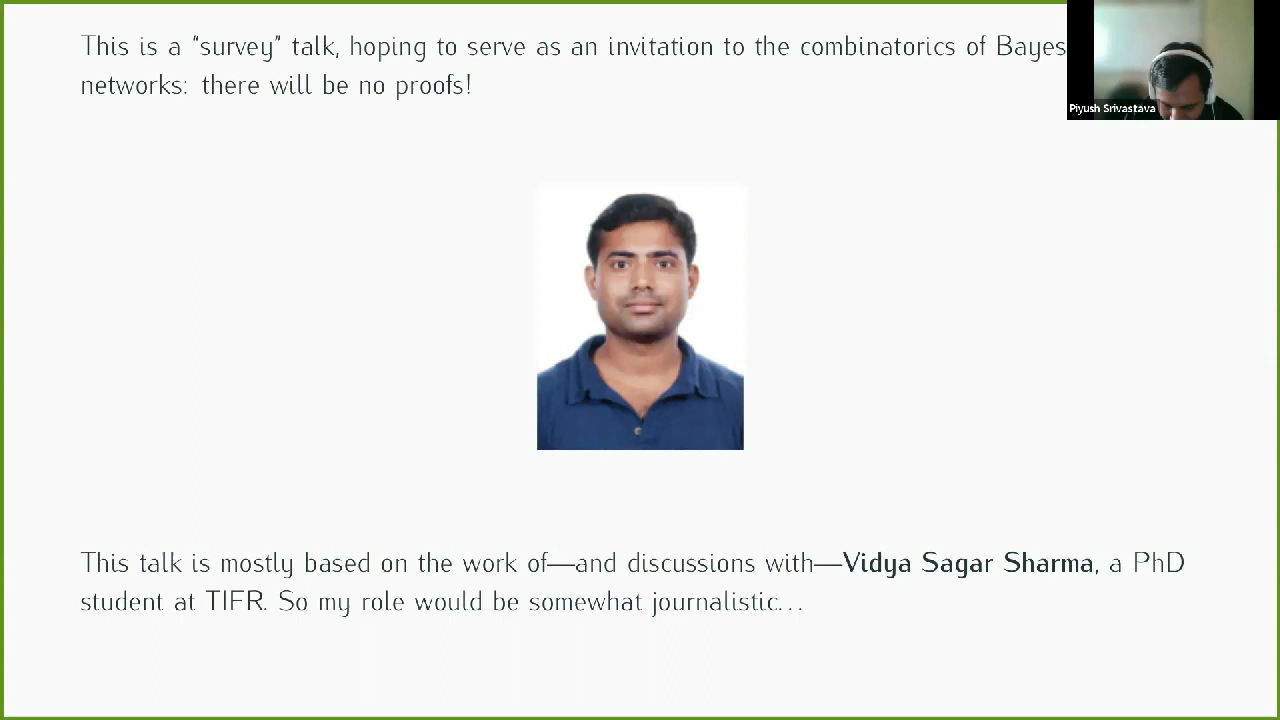 This is a “survey” talk, hoping to serve as an invitation to the combinatorics of Bayes
networks: there will be no proofs!
Piyush Srivastava
This talk is mostly based on the work of—and discussions with—Vidya Sagar Sharma, a PhD
student at TIFR. So my role would be somewhat journalistic...